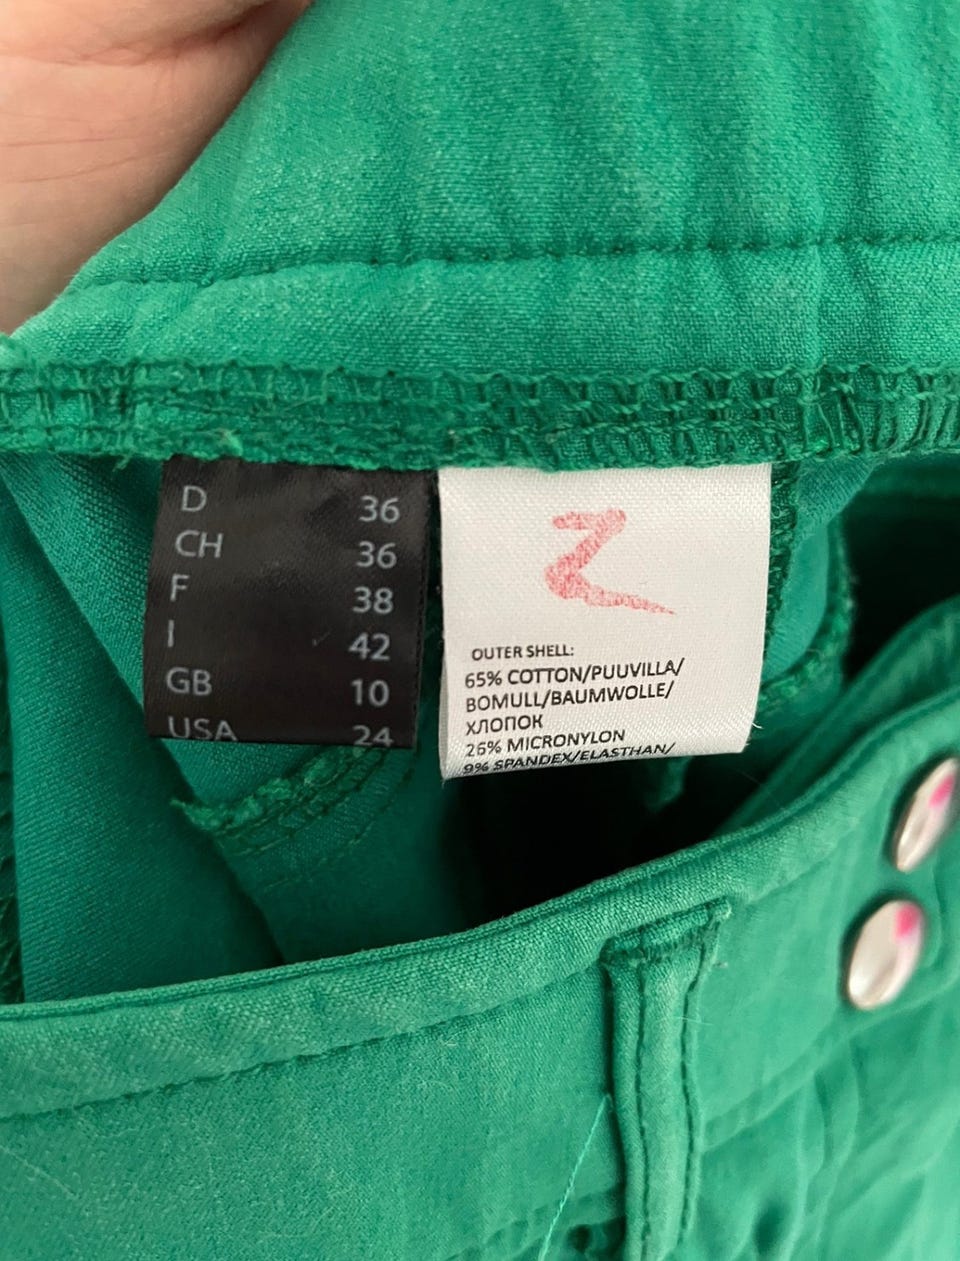 D 36
CH 36
F 38
I 42
GB 10
USA 24
OUTER SHELL:
65% COTTON/PUUVILLA/
BOMULL/BAUMWOLLE/
ХЛОПОК
26% MICRONYLON
9% SPANDEX/ELASTHAN/